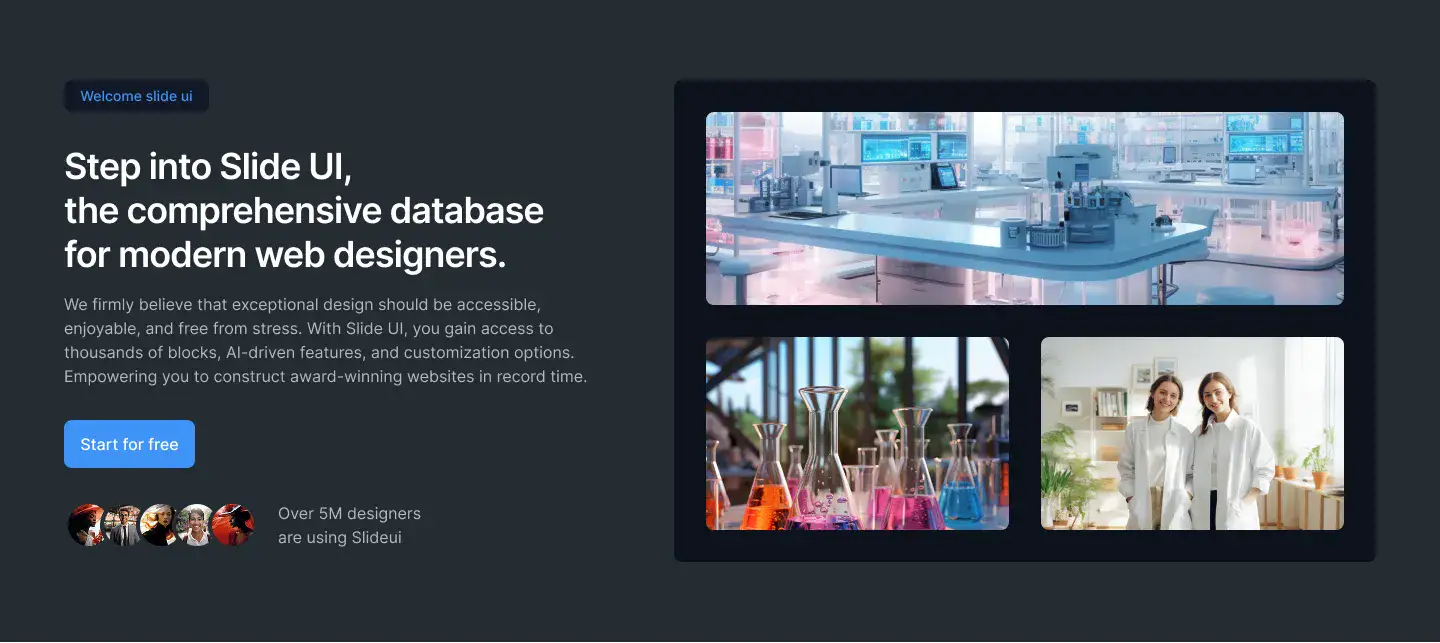 Welcome slide ui
Step into Slide UI,
the comprehensive database
for modern web designers.
We firmly believe that exceptional design should be accessible,
enjoyable, and free from stress. With Slide UI, you gain access to
thousands of blocks, AI-driven features, and customization options.
Empowering you to construct award-winning websites in record time.
Start for free
Over 5M designers
are using Slideui